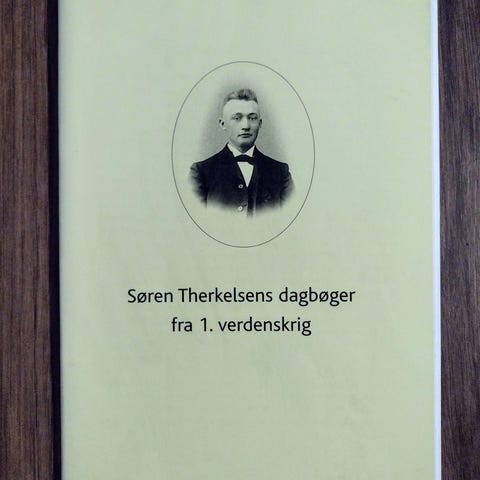 Søren Therkelsens dagbøger
fra 1. verdenskrig